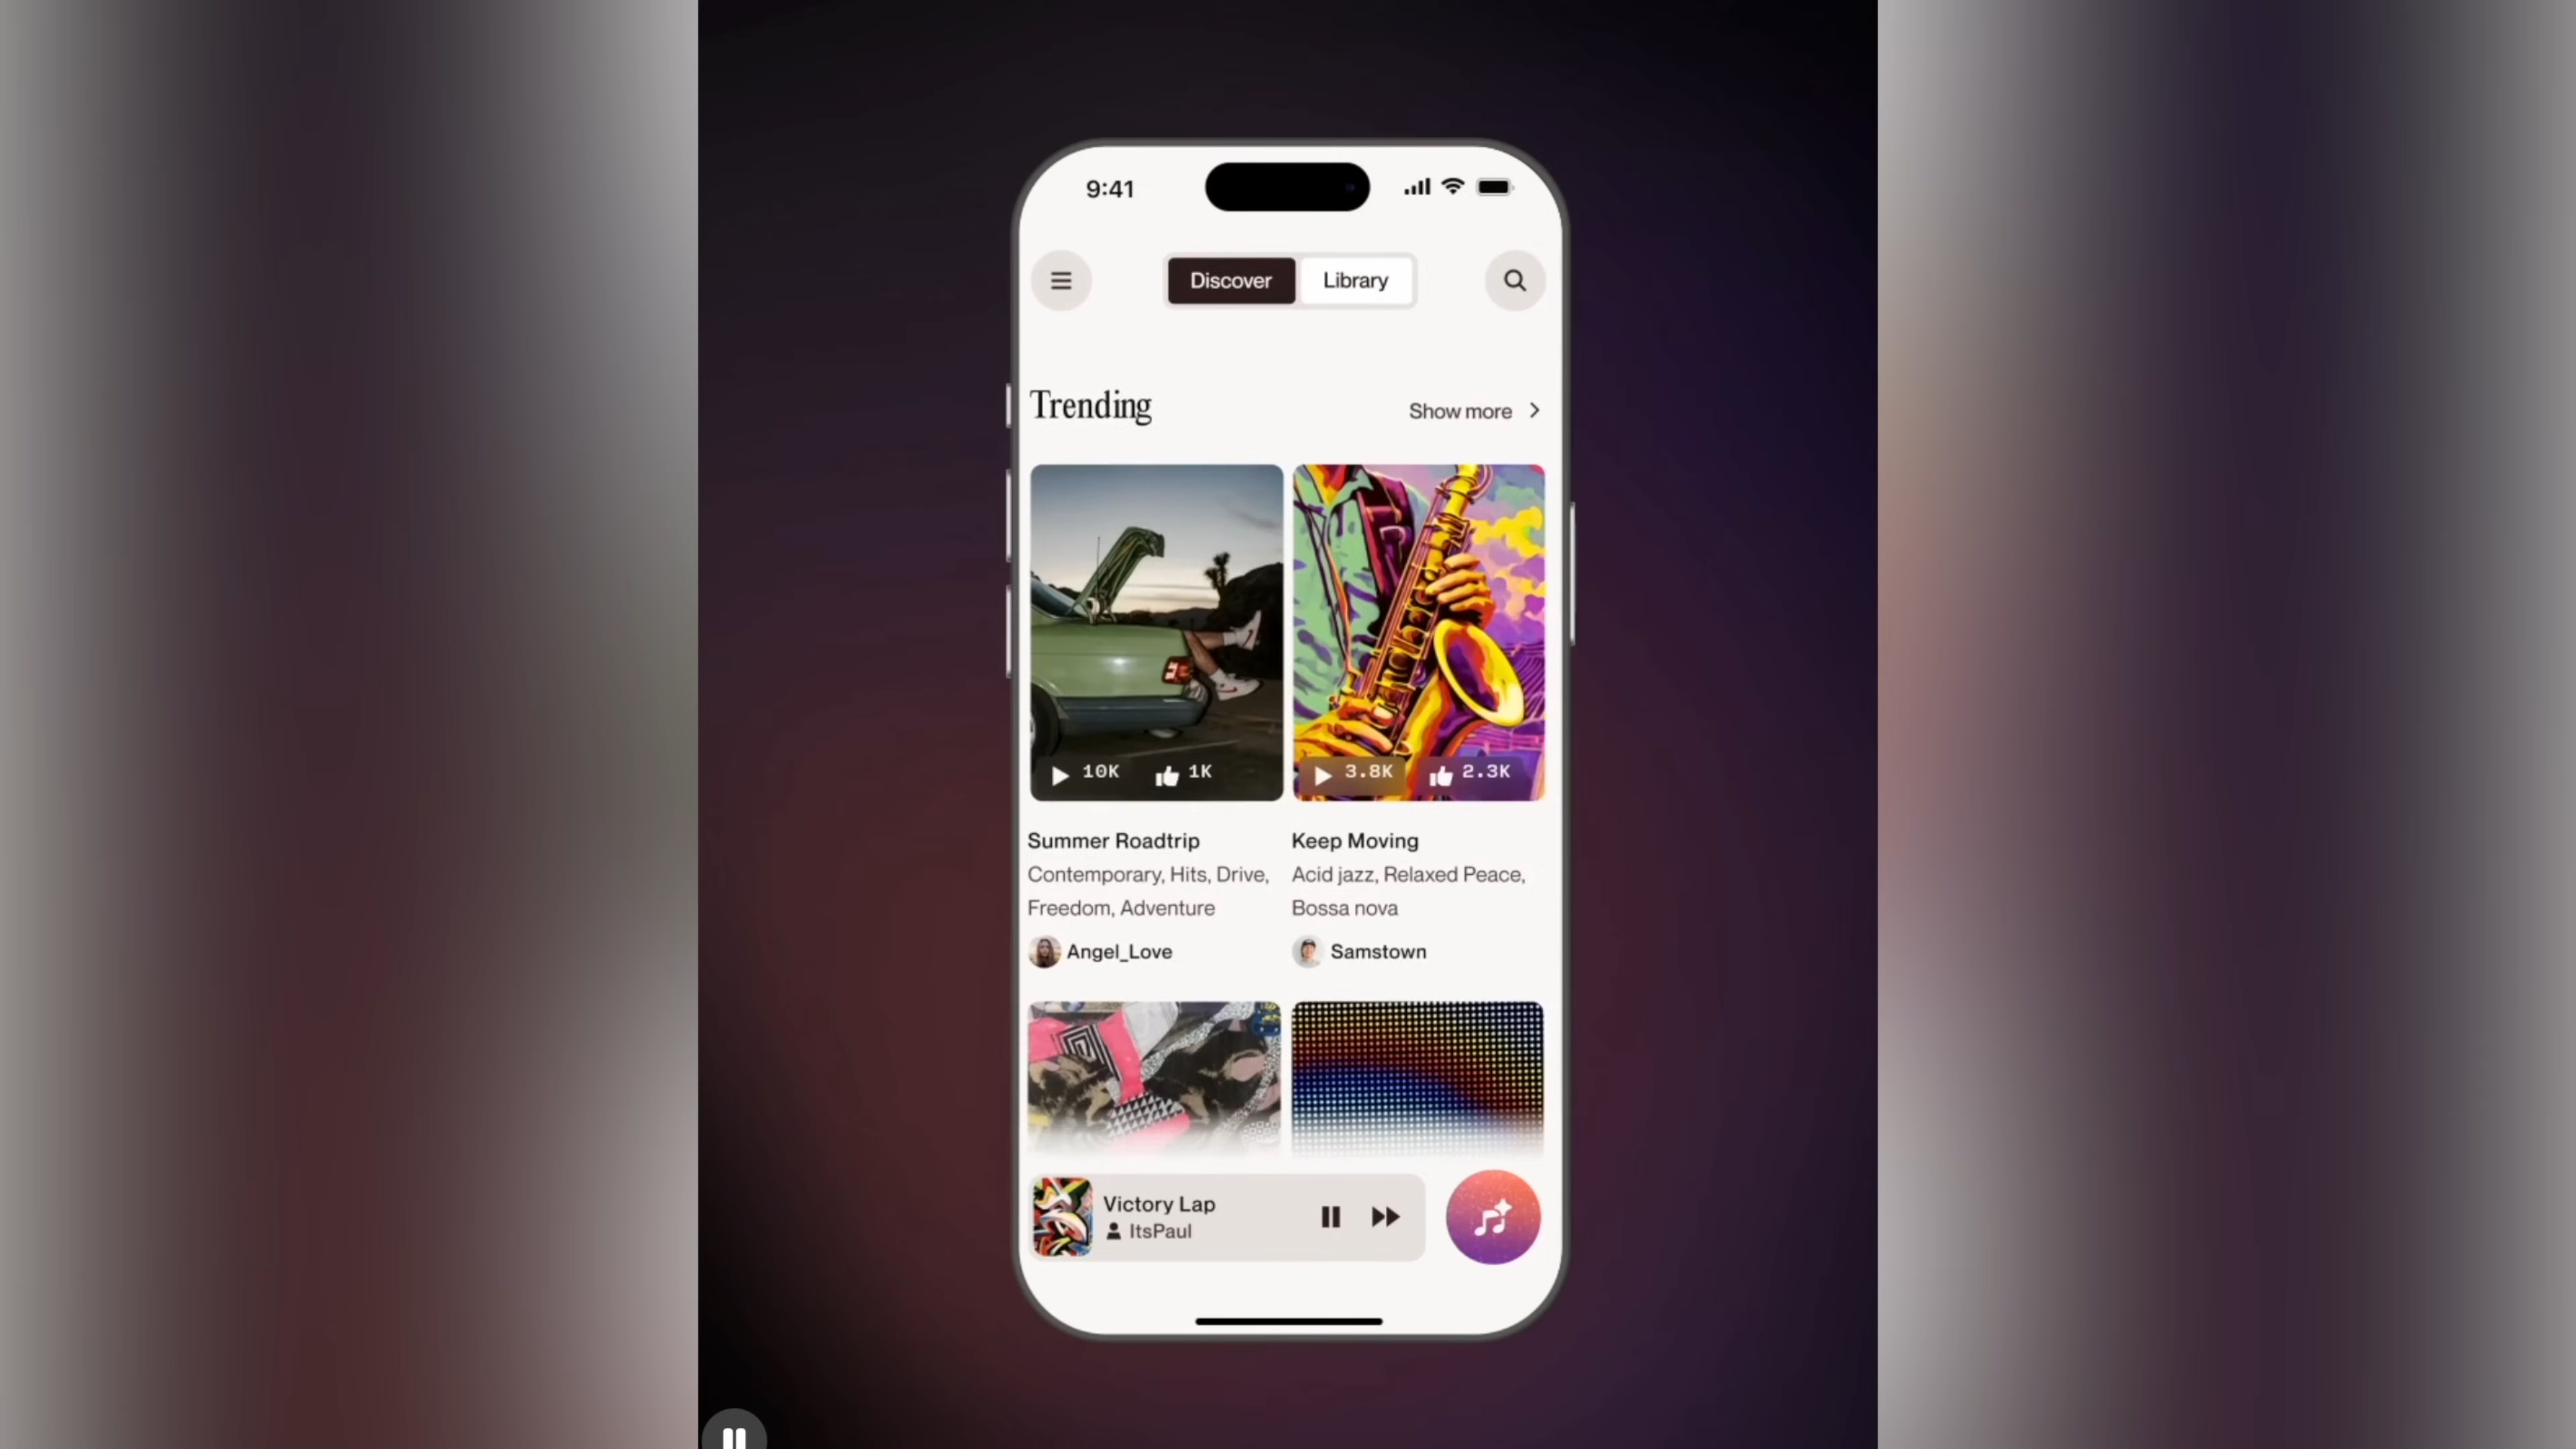 9:41
Discover
Library
Trending
Show more
10K
1K
3.8K
2.3K
Summer Roadtrip
Contemporary, Hits, Drive,
Freedom, Adventure
Angel_Love
Keep Moving
Acid jazz, Relaxed Peace,
Bossa nova
Samstown
Victory Lap
ItsPaul